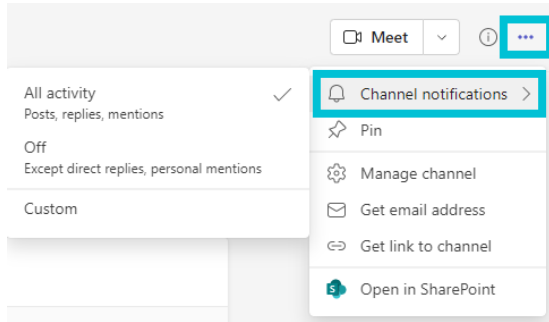 Meet
All activity
Posts, replies, mentions
Off
Except direct replies, personal mentions
Custom
Channel notifications
Pin
Manage channel
Get email address
Get link to channel
Open in SharePoint